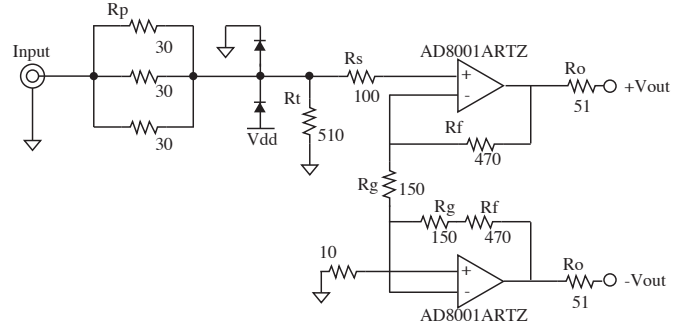 Rp
Input
30
30
30
Rt
510
Vdd
Rs
100
AD8001ARTZ
+
-
Ro
51
+Vout
Rf
470
Rg
150
Rg
150
Rf
470
10
+
-
AD8001ARTZ
Ro
51
-Vout